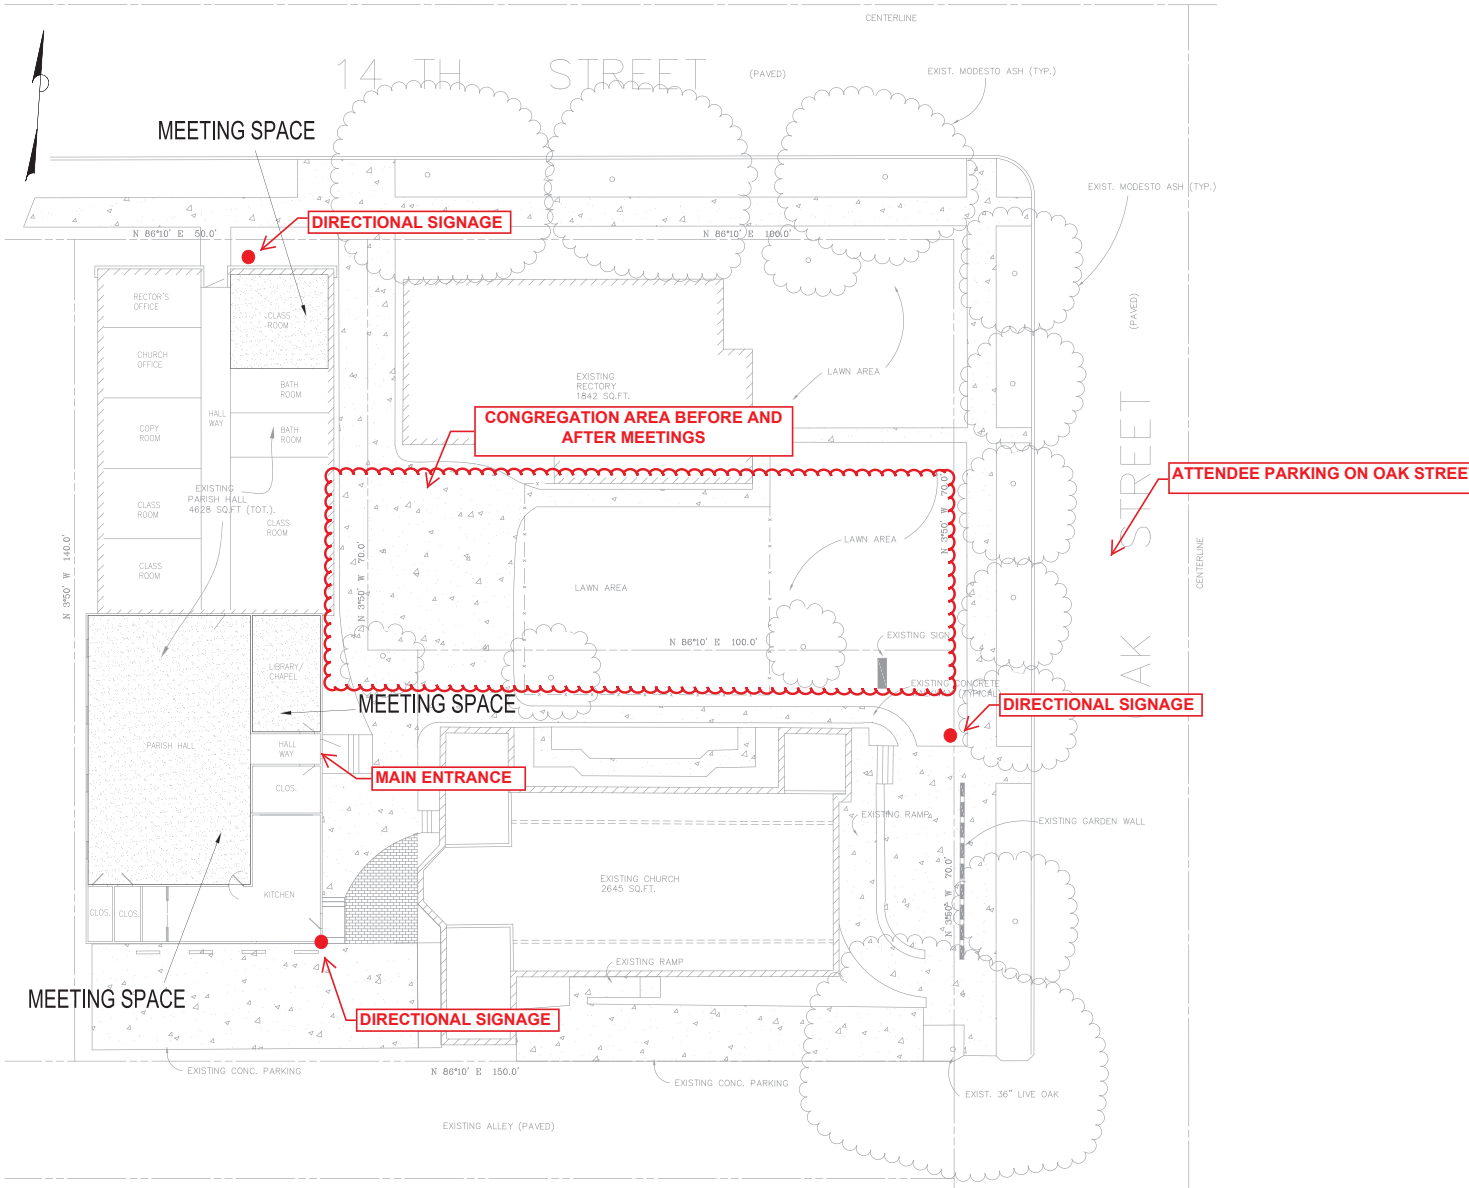 CENTERLINE
14 TH STREET (PAVED)
EXIST. MODESTO ASH (TYP.)
MEETING SPACE
EXIST. MODESTO ASH (TYP.)
DIRECTIONAL SIGNAGE
N 86°10' E 50.0'
N 86°10' E 100.0'
RECTOR'S
OFFICE
CLASS
ROOM
(PAVED)
CHURCH
OFFICE
EXISTING
RECTORY
1842 SQ.FT.
LAWN AREA
BATH
ROOM
HALL
WAY
COPY
ROOM
BATH
ROOM
CONGREGATION AREA BEFORE AND
AFTER MEETINGS
OAK STREET
ATTENDEE PARKING ON OAK STREE
EXISTING
PARISH HALL
4628 SQ.FT (TOT.).
CLASS
ROOM
CLASS
ROOM
N 3°50' W 70.0'
N 3°50' W 70.0'
LAWN AREA
CENTERLINE
N 3°50' W 140.0'
CLASS
ROOM
LAWN AREA
N 86°10' E 100.0'
EXISTING SIGN
LIBRARY/
CHAPEL
EXISTING CONCRETE
(TYPICAL)
MEETING SPACE
DIRECTIONAL SIGNAGE
PARISH HALL
HALL
WAY
MAIN ENTRANCE
CLOS.
EXISTING RAMP
EXISTING GARDEN WALL
EXISTING CHURCH
2645 SQ.FT.
KITCHEN
N 3°50' W 70.0'
CLOS.
CLOS.
EXISTING RAMP
MEETING SPACE
DIRECTIONAL SIGNAGE
EXISTING CONC. PARKING
N 86°10' E 150.0'
EXISTING CONC. PARKING
EXIST. 36" LIVE OAK
EXISTING ALLEY (PAVED)